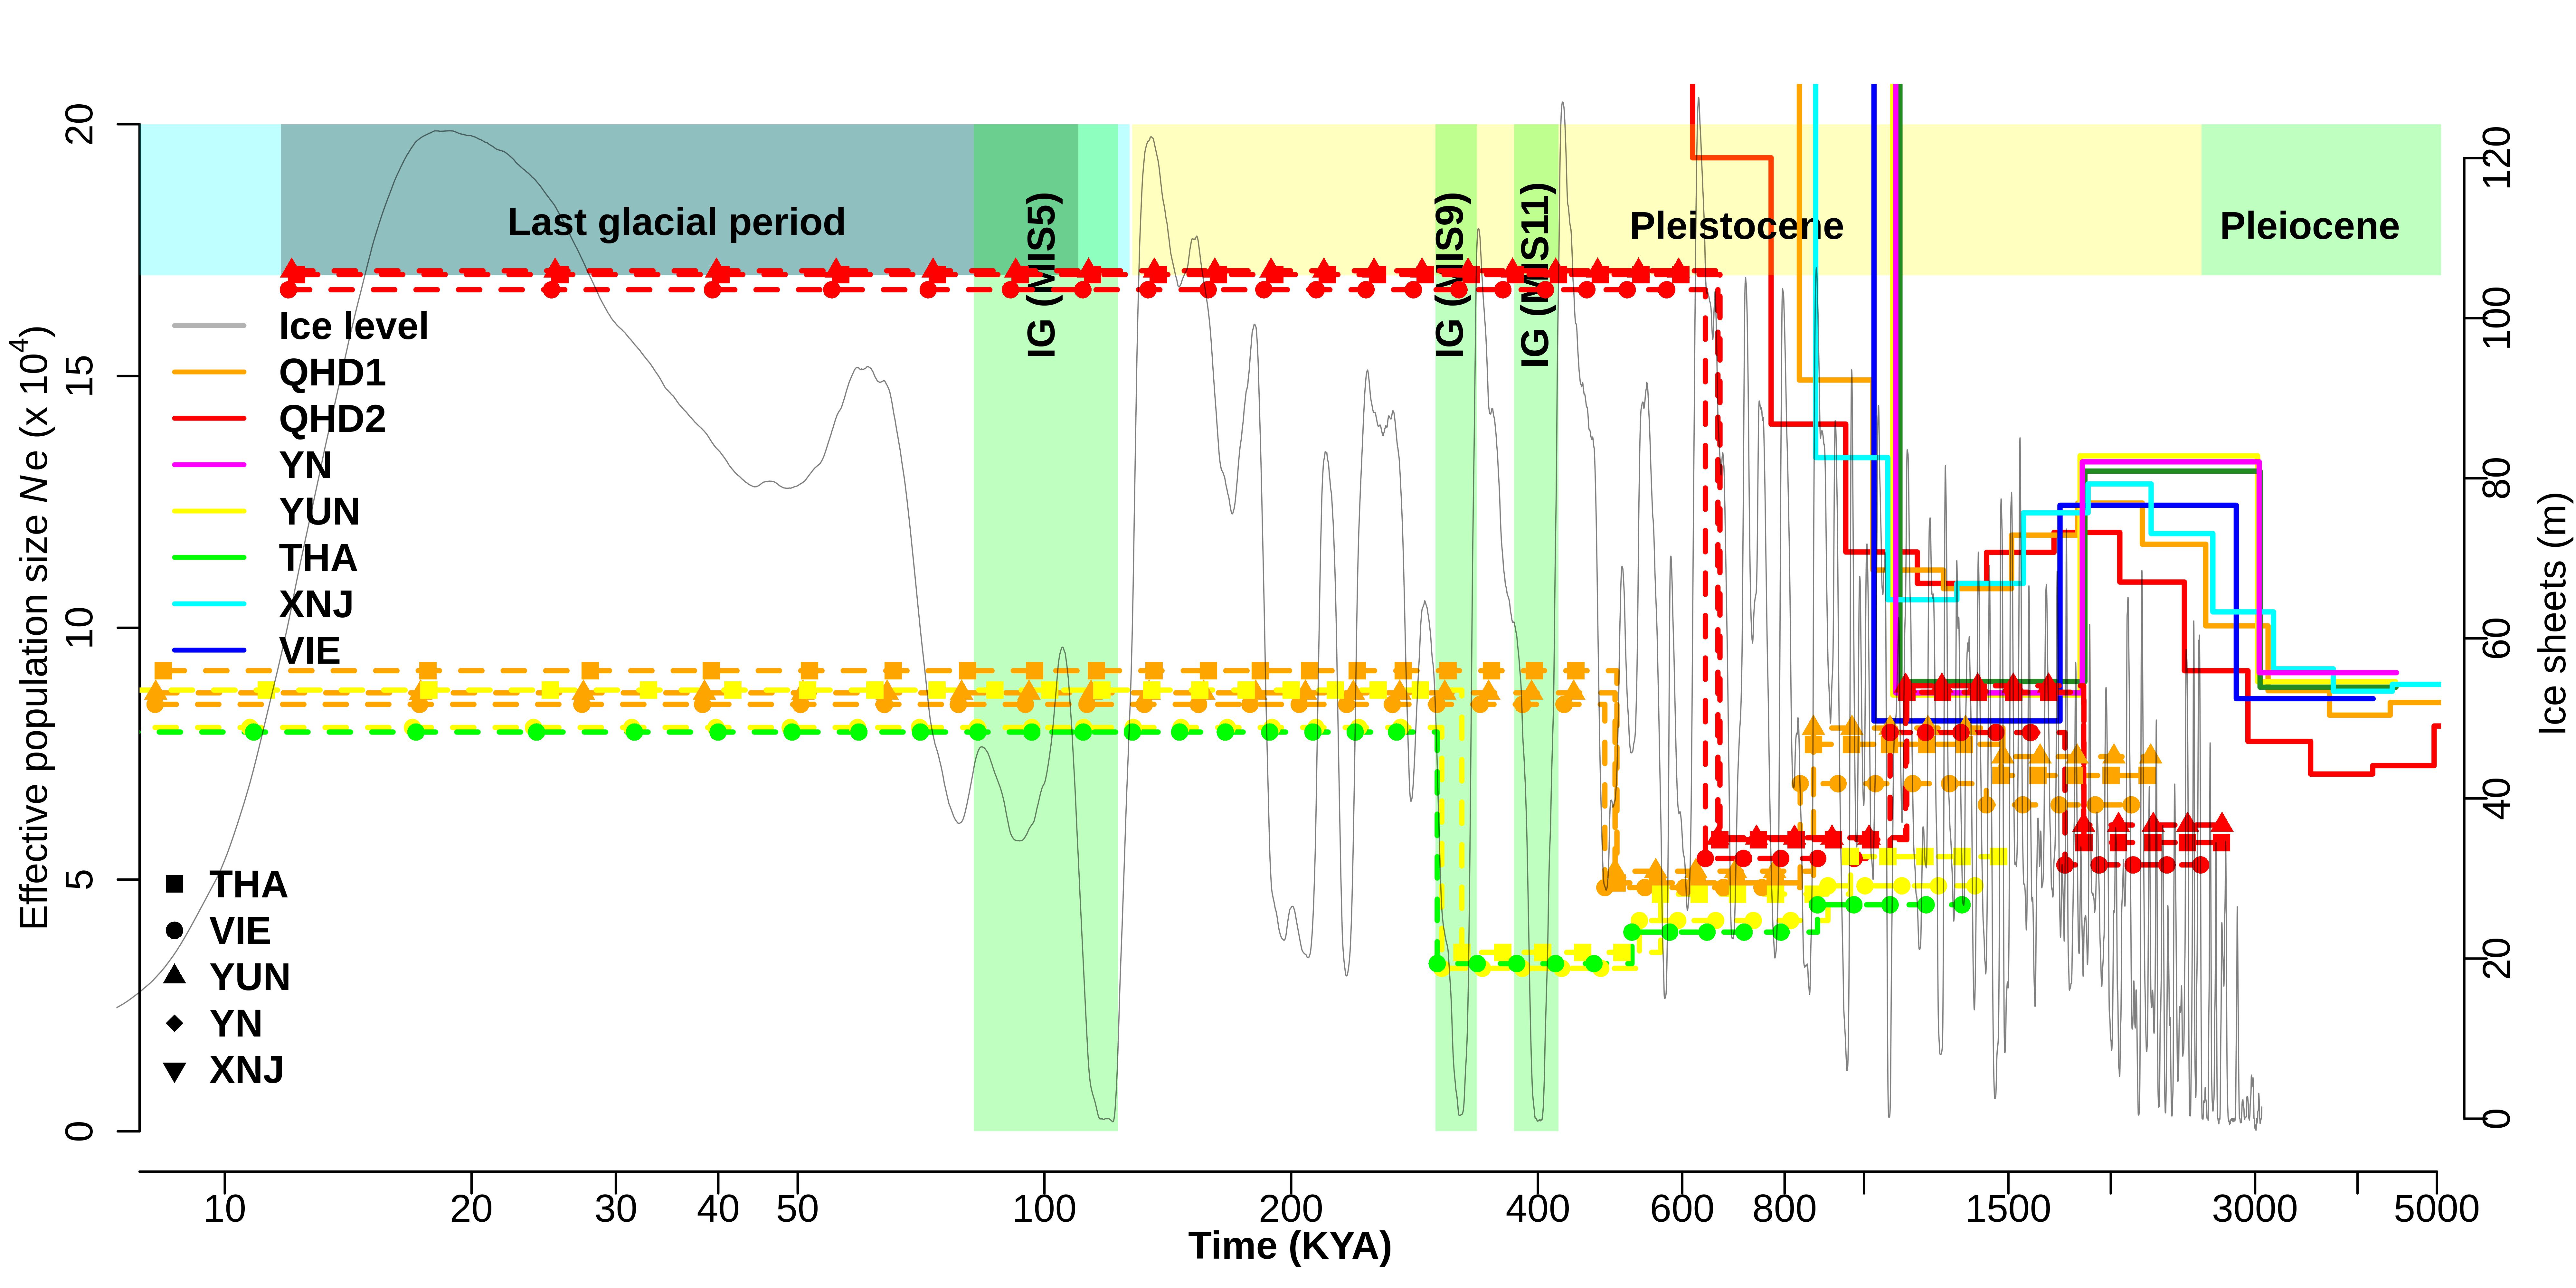 Last glacial period
IG (MIS5)
IG (MIS9)
IG (MIS11)
Pleistocene
Pleiocene
Effective population size Ne (x 10⁴)
20
15
10
5
0
Ice level
QHD1
QHD2
YN
YUN
THA
XNJ
VIE
THA
VIE
YUN
YN
XNJ
120
100
80
60
40
20
0
Ice sheets (m)
10 20 30 40 50 100 200 400 600 800 1500 3000 5000
Time (KYA)